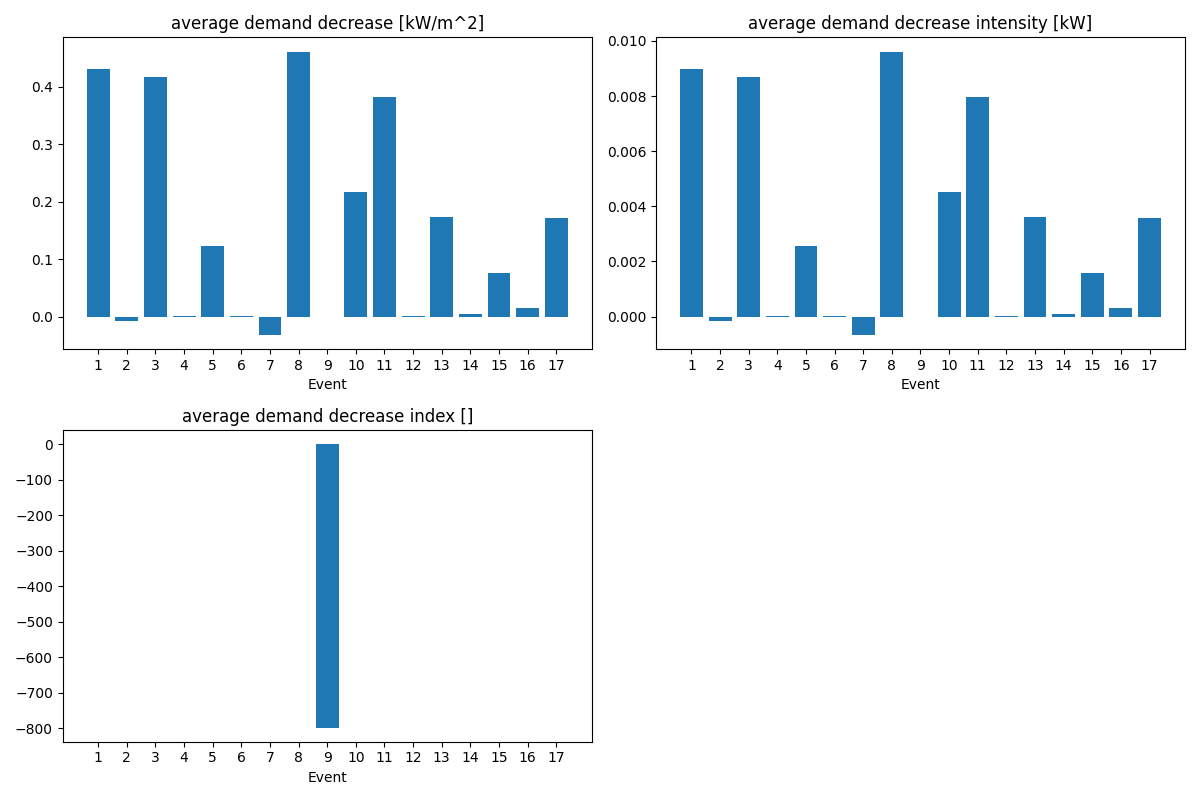 average demand decrease [kW/m^2]
0.4
0.3
0.2
0.1
0.0
1 2 3 4 5 6 7 8 9 10 11 12 13 14 15 16 17
Event
average demand decrease intensity [kW]
0.010
0.008
0.006
0.004
0.002
0.000
1 2 3 4 5 6 7 8 9 10 11 12 13 14 15 16 17
Event
average demand decrease index []
0
−100
−200
−300
−400
−500
−600
−700
−800
1 2 3 4 5 6 7 8 9 10 11 12 13 14 15 16 17
Event